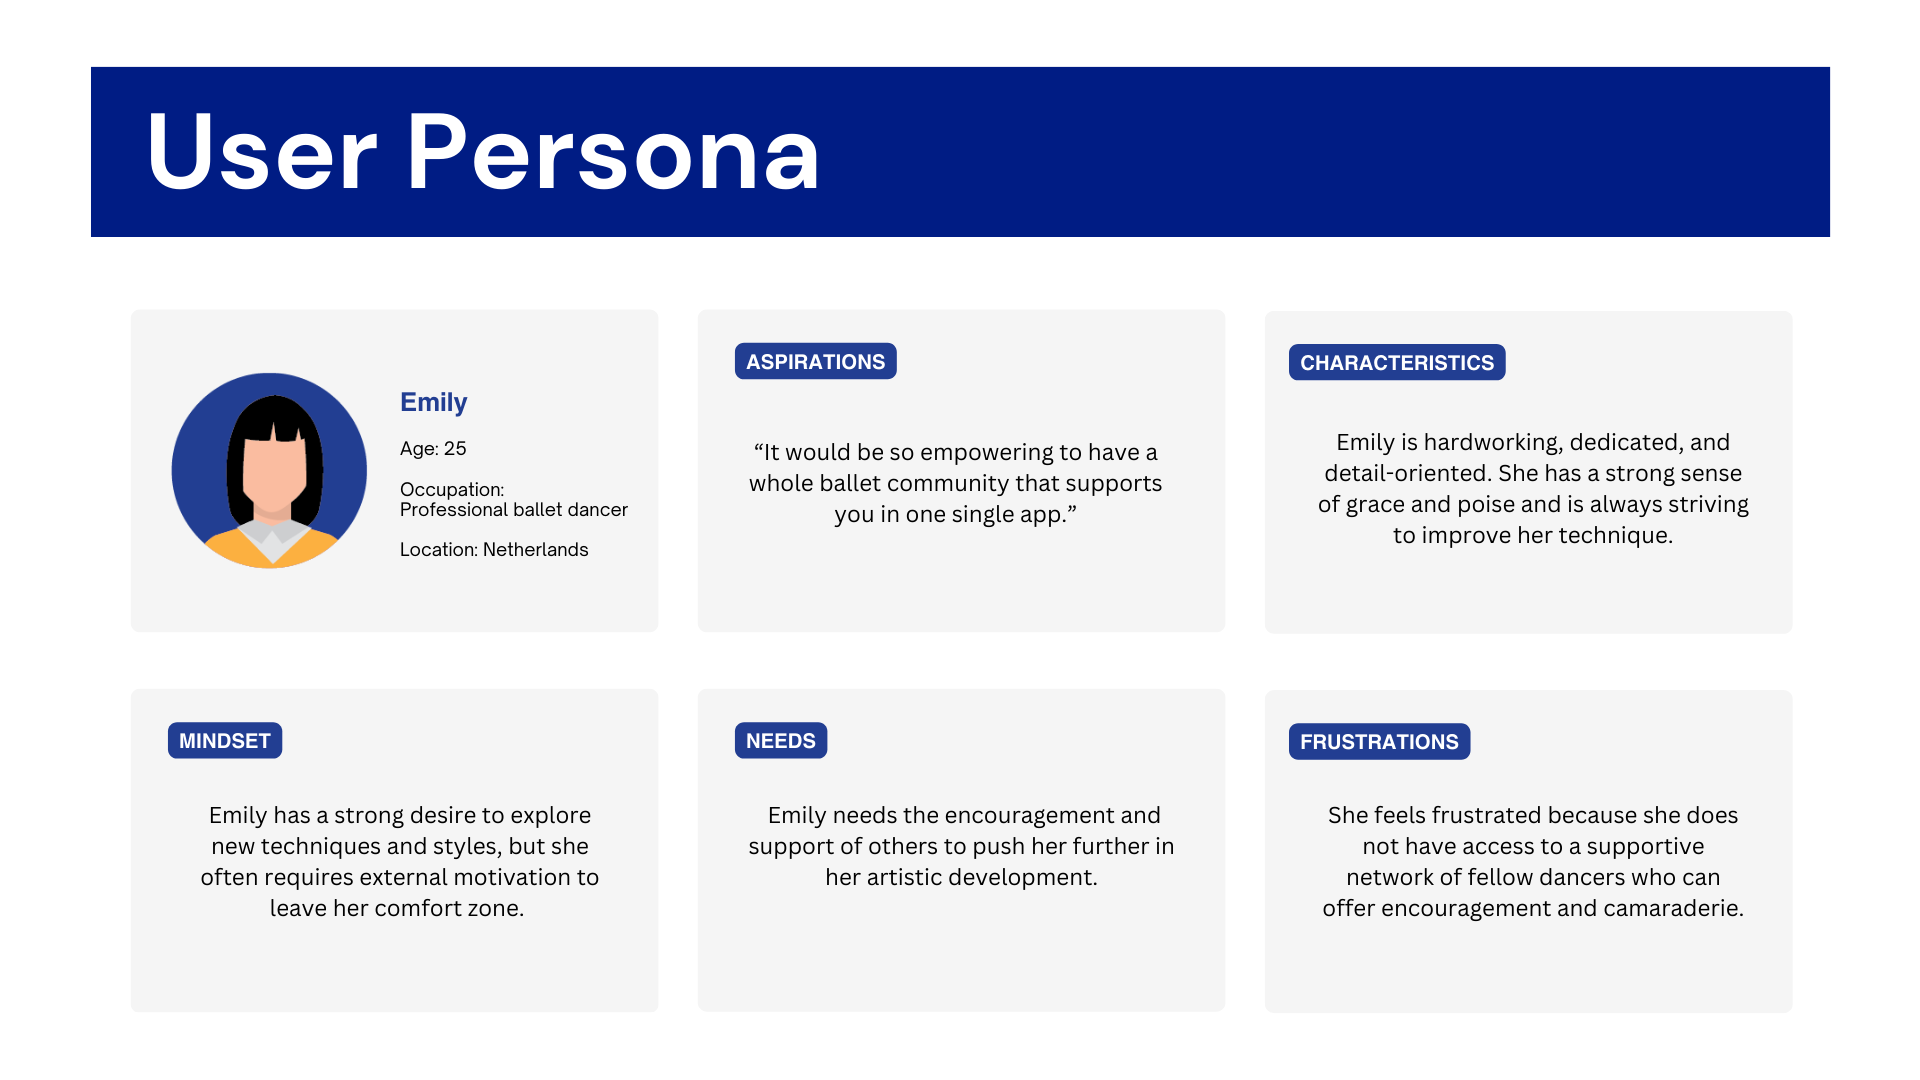 User Persona
Emily
Age: 25
Occupation:
Professional ballet dancer
Location: Netherlands
ASPIRATIONS
“It would be so empowering to have a
whole ballet community that supports
you in one single app.”
CHARACTERISTICS
Emily is hardworking, dedicated, and
detail-oriented. She has a strong sense
of grace and poise and is always striving
to improve her technique.
MINDSET
Emily has a strong desire to explore
new techniques and styles, but she
often requires external motivation to
leave her comfort zone.
NEEDS
Emily needs the encouragement and
support of others to push her further in
her artistic development.
FRUSTRATIONS
She feels frustrated because she does
not have access to a supportive
network of fellow dancers who can
offer encouragement and camaraderie.